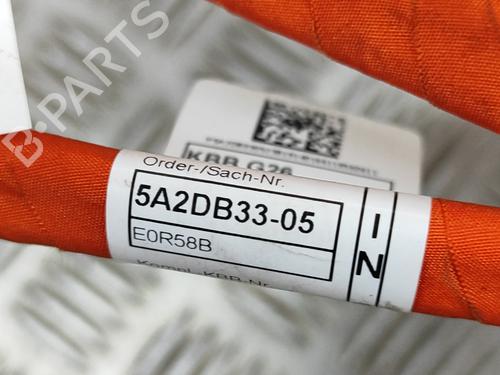 B-PARTS
KBB G26
Order-/Sach-Nr.
5A2DB33-05
E0R58B
Kompl. KBB-Nr.
IN